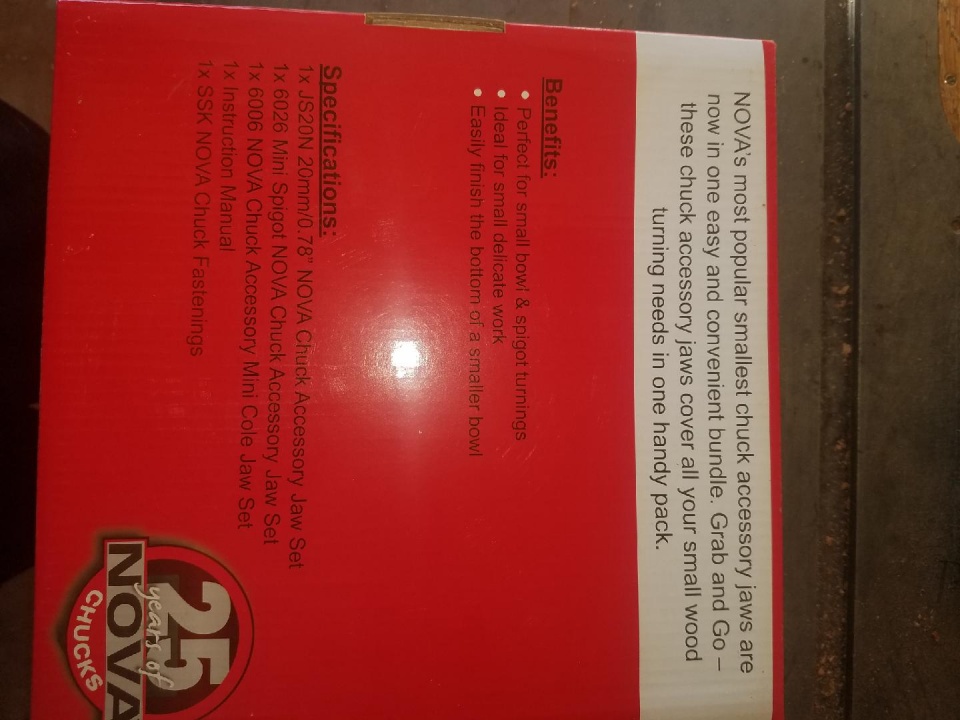 NOVA's most popular smallest chuck accessory jaws are
now in one easy and convenient bundle. Grab and Go –
these chuck accessory jaws cover all your small wood
turning needs in one handy pack.
Benefits:
• Perfect for small bowl & spigot turnings
• Ideal for small delicate work
• Easily finish the bottom of a smaller bowl
Specifications:
1x JS20N 20mm/0.78" NOVA Chuck Accessory Jaw Set
1x 6026 Mini Spigot NOVA Chuck Accessory Jaw Set
1x 6006 NOVA Chuck Accessory Mini Cole Jaw Set
1x Instruction Manual
1x SSK NOVA Chuck Fastenings
25
years of
NOVA
CHUCKS